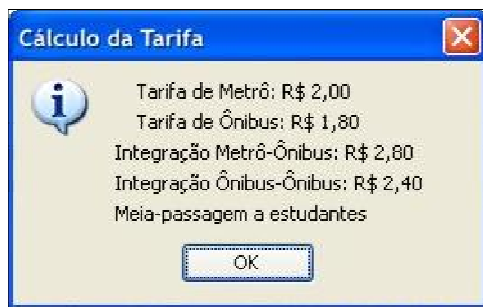 Cálculo da Tarifa
Tarifa de Metrô: R$ 2,00
Tarifa de Ônibus: R$ 1,80
Integração Metrô-Ônibus: R$ 2,80
Integração Ônibus-Ônibus: R$ 2,40
Meia-passagem a estudantes
OK